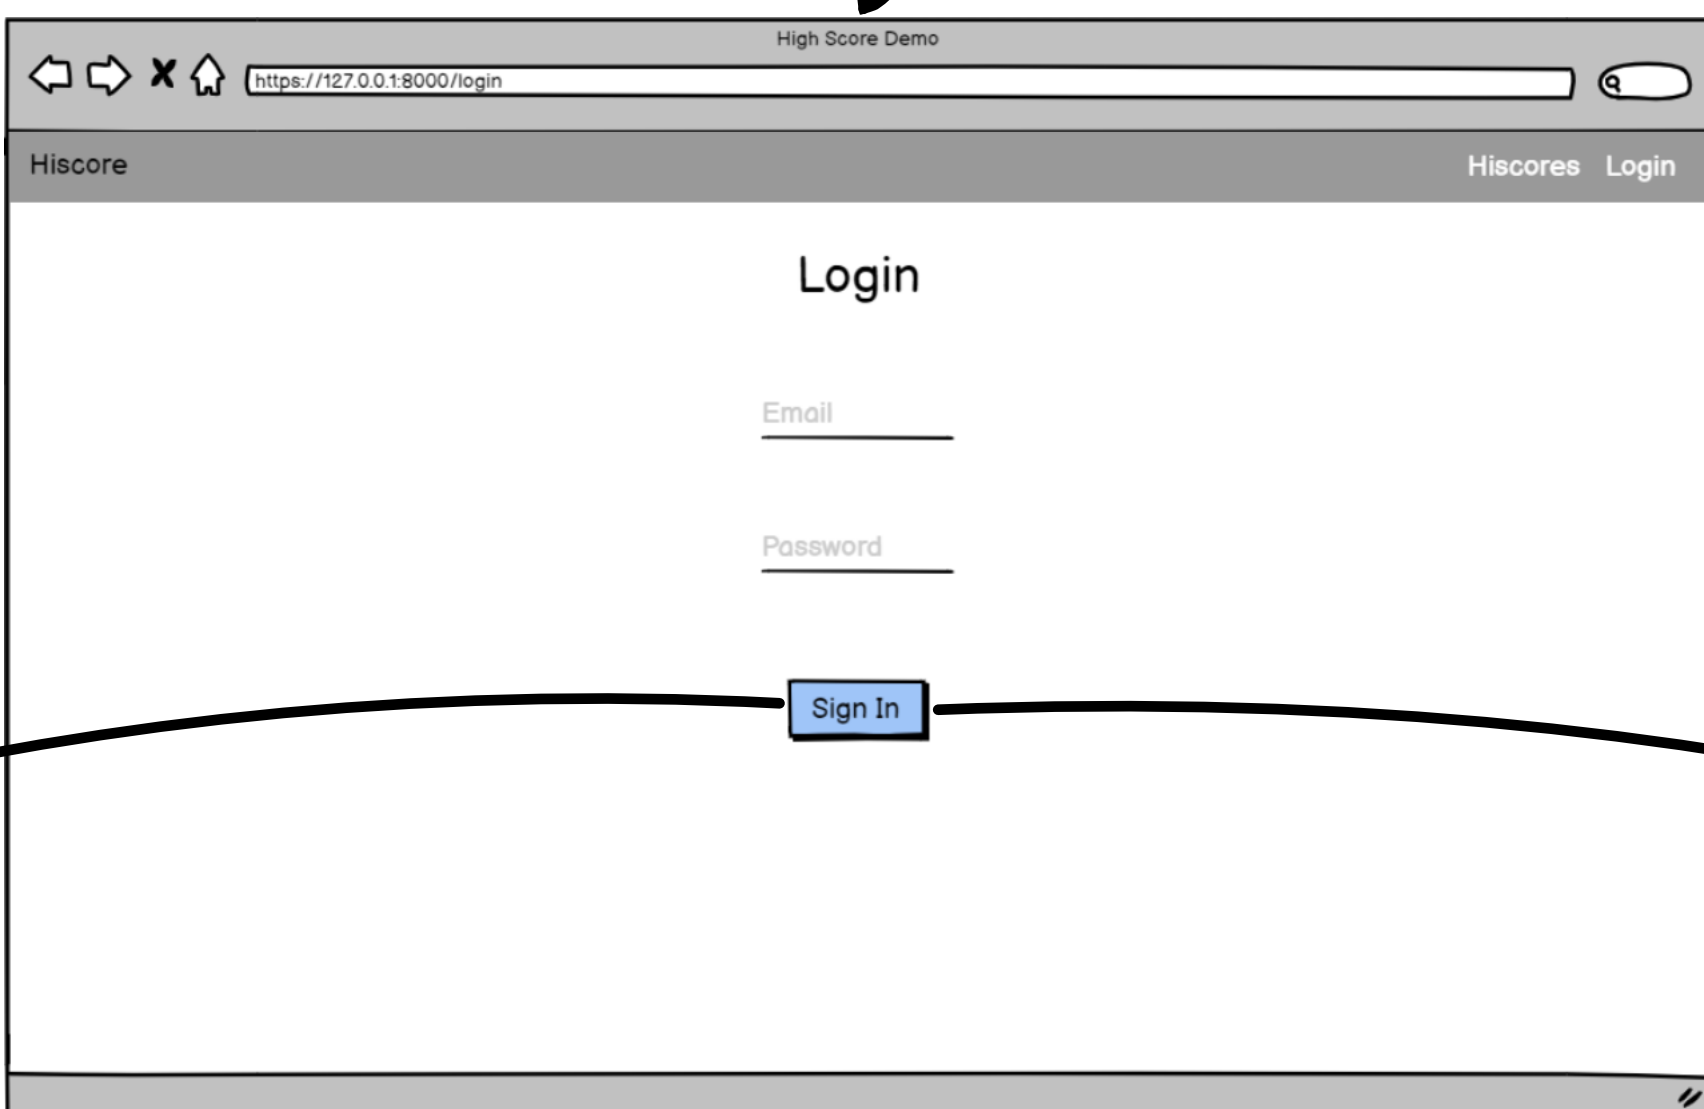 High Score Demo
https://127.0.0.1:8000/login
Hiscore
Hiscores Login
Login
Email
Password
Sign In